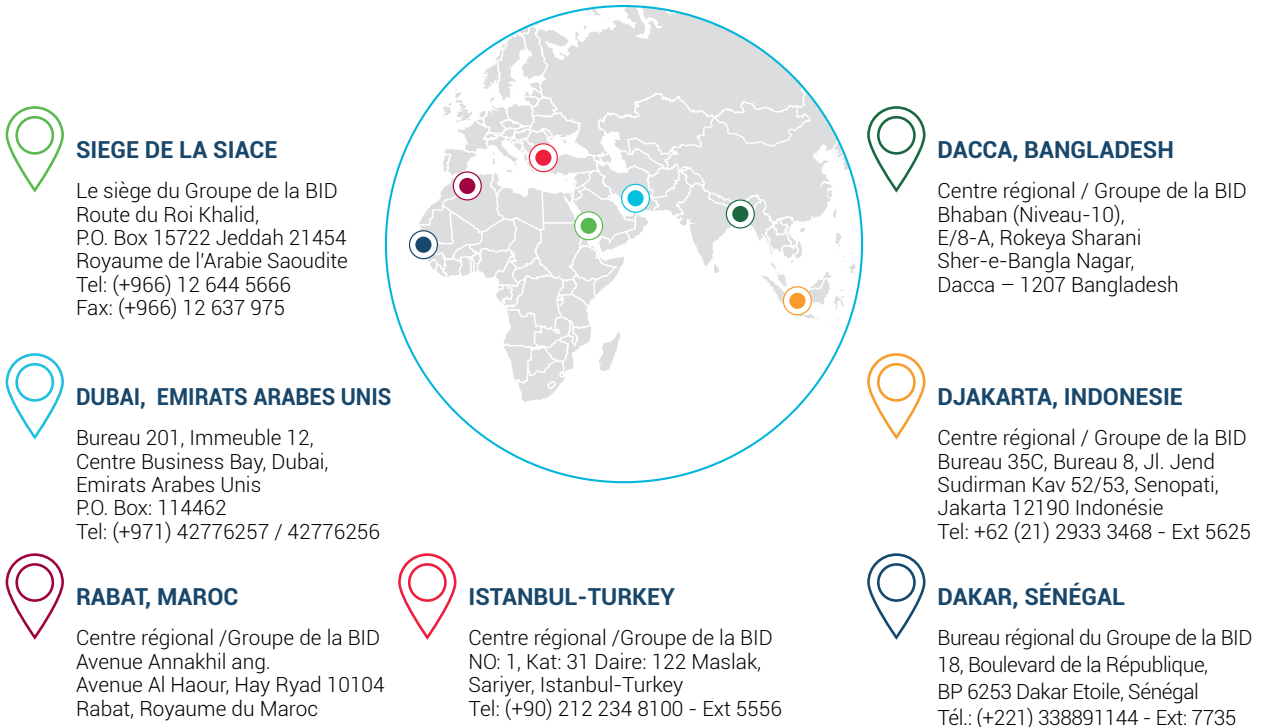 SIEGE DE LA SIACE
Le siège du Groupe de la BID
Route du Roi Khalid,
P.O. Box 15722 Jeddah 21454
Royaume de l'Arabie Saoudite
Tel: (+966) 12 644 5666
Fax: (+966) 12 637 975
DACCA, BANGLADESH
Centre régional / Groupe de la BID
Bhaban (Niveau-10),
E/8-A, Rokeya Sharani
Sher-e-Bangla Nagar,
Dacca – 1207 Bangladesh
DUBAI, EMIRATS ARABES UNIS
Bureau 201, Immeuble 12,
Centre Business Bay, Dubai,
Emirats Arabes Unis
P.O. Box: 114462
Tel: (+971) 42776257 / 42776256
DJAKARTA, INDONESIE
Centre régional / Groupe de la BID
Bureau 35C, Bureau 8, Jl. Jend
Sudirman Kav 52/53, Senopati,
Jakarta 12190 Indonésie
Tel: +62 (21) 2933 3468 - Ext 5625
RABAT, MAROC
Centre régional /Groupe de la BID
Avenue Annakhil ang.
Avenue Al Haour, Hay Ryad 10104
Rabat, Royaume du Maroc
ISTANBUL-TURKEY
Centre régional /Groupe de la BID
NO: 1, Kat: 31 Daire: 122 Maslak,
Sariyer, Istanbul-Turkey
Tel: (+90) 212 234 8100 - Ext 5556
DAKAR, SÉNÉGAL
Bureau régional du Groupe de la BID
18, Boulevard de la République,
BP 6253 Dakar Etoile, Sénégal
Tél.: (+221) 338891144 - Ext: 7735